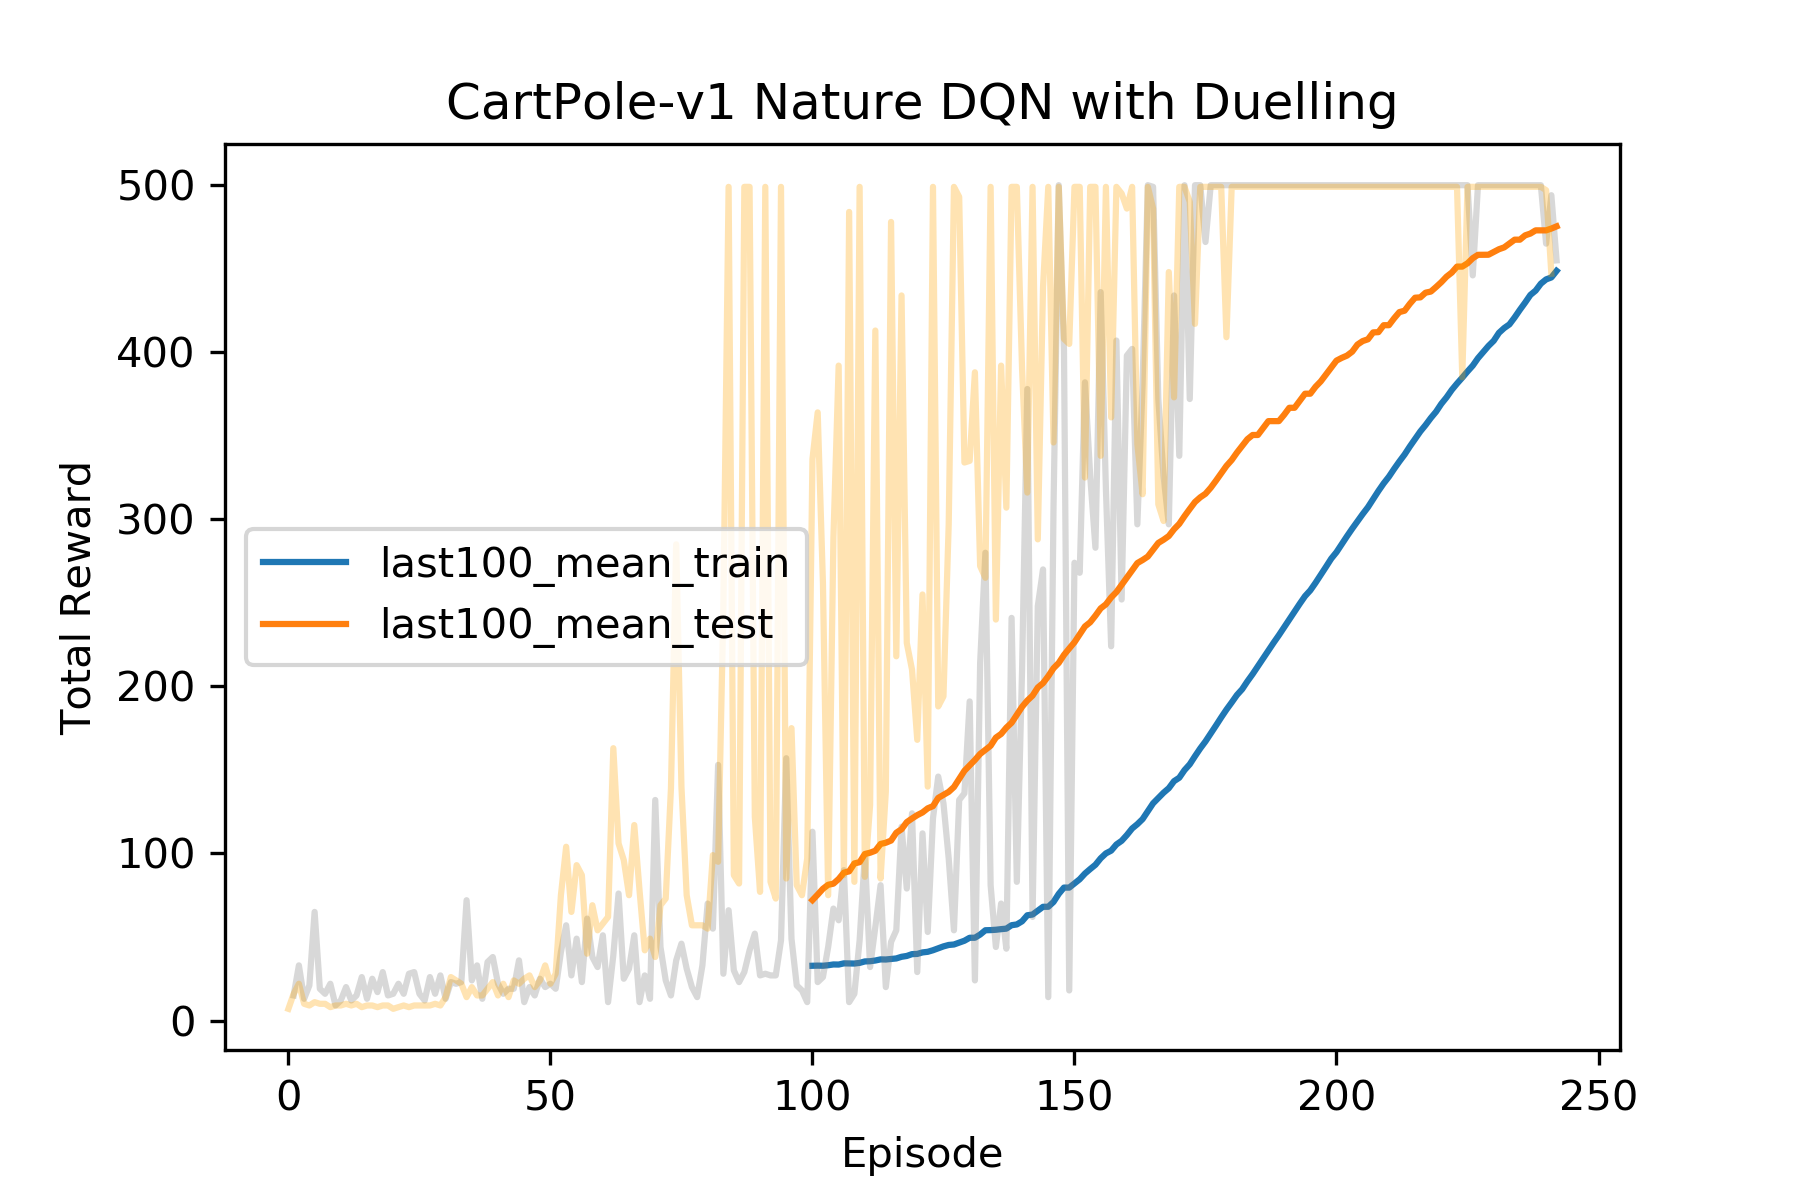 CartPole-v1 Nature DQN with Duelling
Total Reward
500
400
300
200
100
0
last100_mean_train
last100_mean_test
0 50 100 150 200 250
Episode